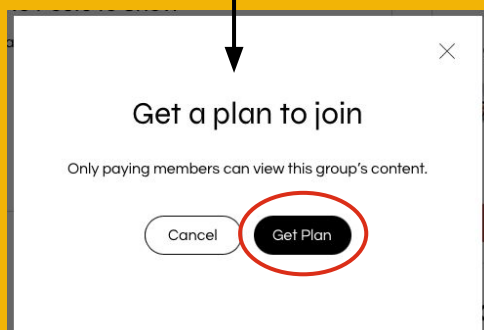 Get a plan to join
Only paying members can view this group's content.
Cancel
Get Plan